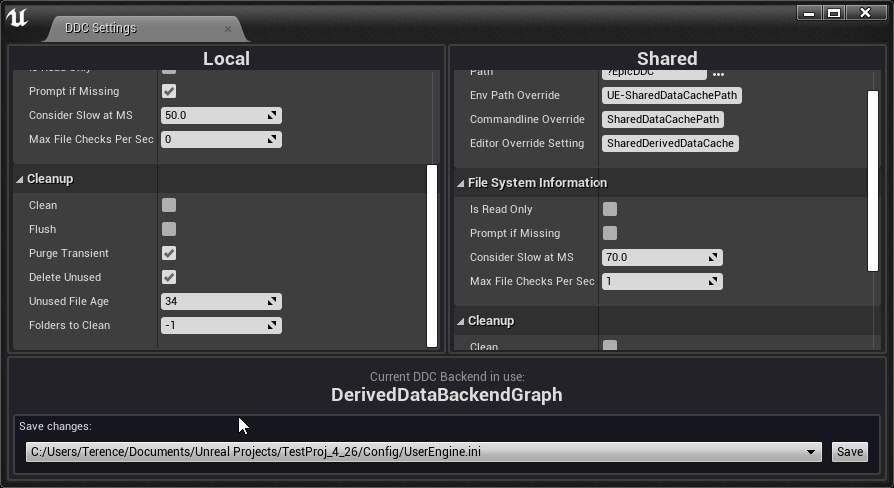 DDC Settings
Local
Is Read Only
Prompt if Missing
Consider Slow at MS 50.0
Max File Checks Per Sec 0
Cleanup
Clean
Flush
Purge Transient
Delete Unused
Unused File Age 34
Folders to Clean -1
Shared
Path ?EpicDDC ...
Env Path Override UE-SharedDataCachePath
Commandline Override SharedDataCachePath
Editor Override Setting SharedDerivedDataCache
File System Information
Is Read Only
Prompt if Missing
Consider Slow at MS 70.0
Max File Checks Per Sec 1
Cleanup
Clean
Current DDC Backend in use:
DerivedDataBackendGraph
Save changes:
C:/Users/Terence/Documents/Unreal Projects/TestProj_4_26/Config/UserEngine.ini Save